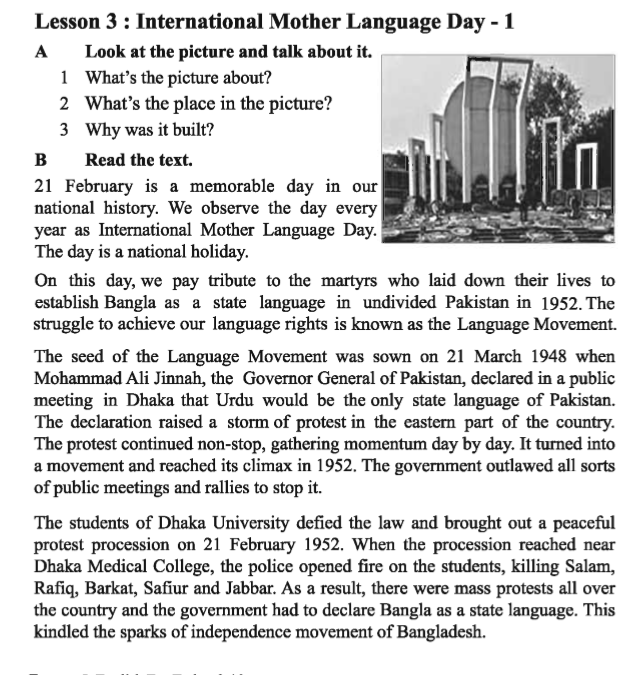 Lesson 3 : International Mother Language Day - 1
A Look at the picture and talk about it.
1 What's the picture about?
2 What's the place in the picture?
3 Why was it built?
B Read the text.
21 February is a memorable day in our
national history. We observe the day every
year as International Mother Language Day.
The day is a national holiday.
On this day, we pay tribute to the martyrs who laid down their lives to
establish Bangla as a state language in undivided Pakistan in 1952. The
struggle to achieve our language rights is known as the Language Movement.
The seed of the Language Movement was sown on 21 March 1948 when
Mohammad Ali Jinnah, the Governor General of Pakistan, declared in a public
meeting in Dhaka that Urdu would be the only state language of Pakistan.
The declaration raised a storm of protest in the eastern part of the country.
The protest continued non-stop, gathering momentum day by day. It turned into
a movement and reached its climax in 1952. The government outlawed all sorts
of public meetings and rallies to stop it.
The students of Dhaka University defied the law and brought out a peaceful
protest procession on 21 February 1952. When the procession reached near
Dhaka Medical College, the police opened fire on the students, killing Salam,
Rafiq, Barkat, Safiur and Jabbar. As a result, there were mass protests all over
the country and the government had to declare Bangla as a state language. This
kindled the sparks of independence movement of Bangladesh.